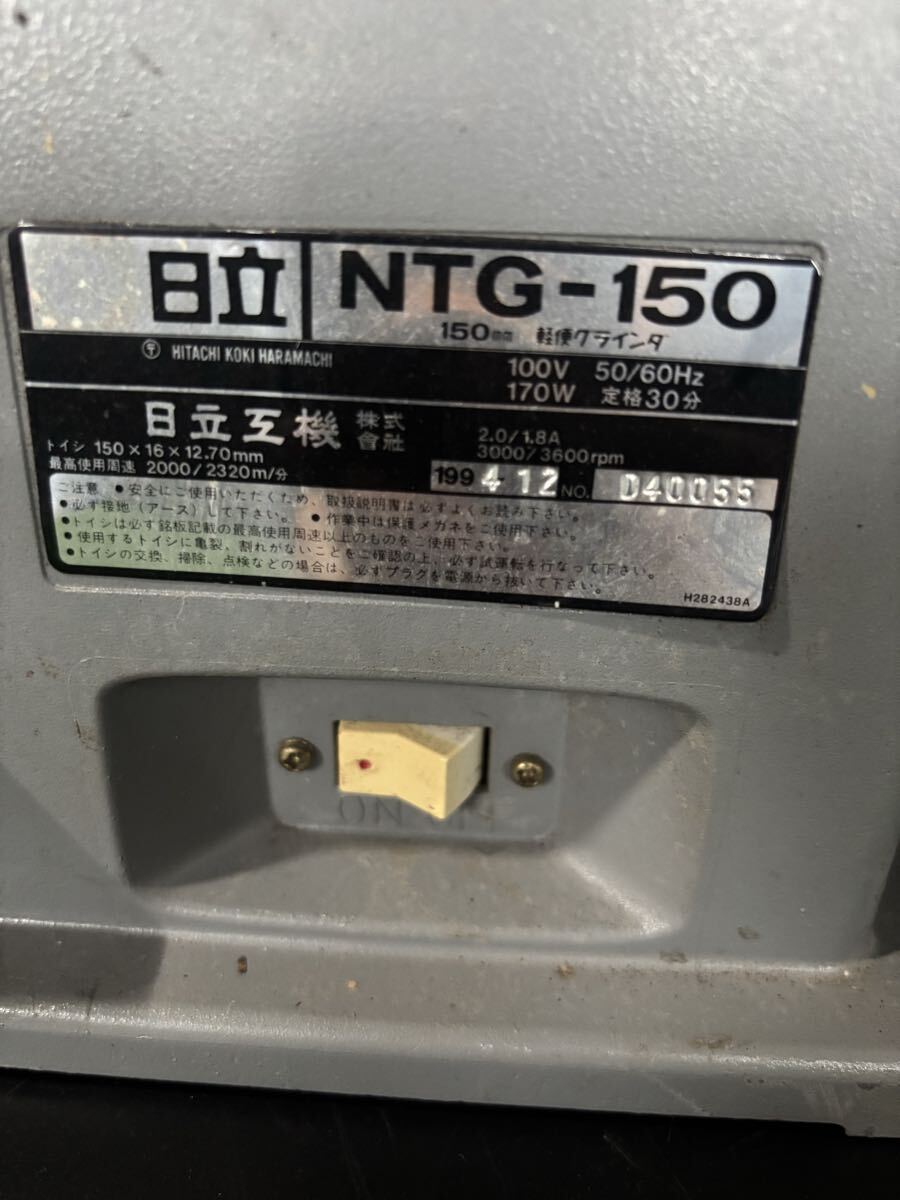 日立 NTG-150
150mm 軽便グラインダ
〒 HITACHI KOKI HARAMACHI
100V 50/60Hz
170W 定格30分
日立工機 株式會社
2.0/1.8A
3000/3600rpm
トイシ 150×16×12.70mm
最高使用周速 2000/2320m/分
199 4 12 NO. D40055
ご注意 ●安全にご使用いただくため、取扱説明書は必ずよくお読み下さい。
●必ず接地(アース)して下さい。 ●作業中は保護メガネをご使用下さい。
●トイシは必ず銘板記載の最高使用周速以上のものをご使用下さい。
●使用するトイシに亀裂、割れがないことをご確認の上、必ず試運転を行なって下さい。
●トイシの交換、掃除、点検などの場合は、必ずプラグを電源から抜いて下さい。
H282438A
ON